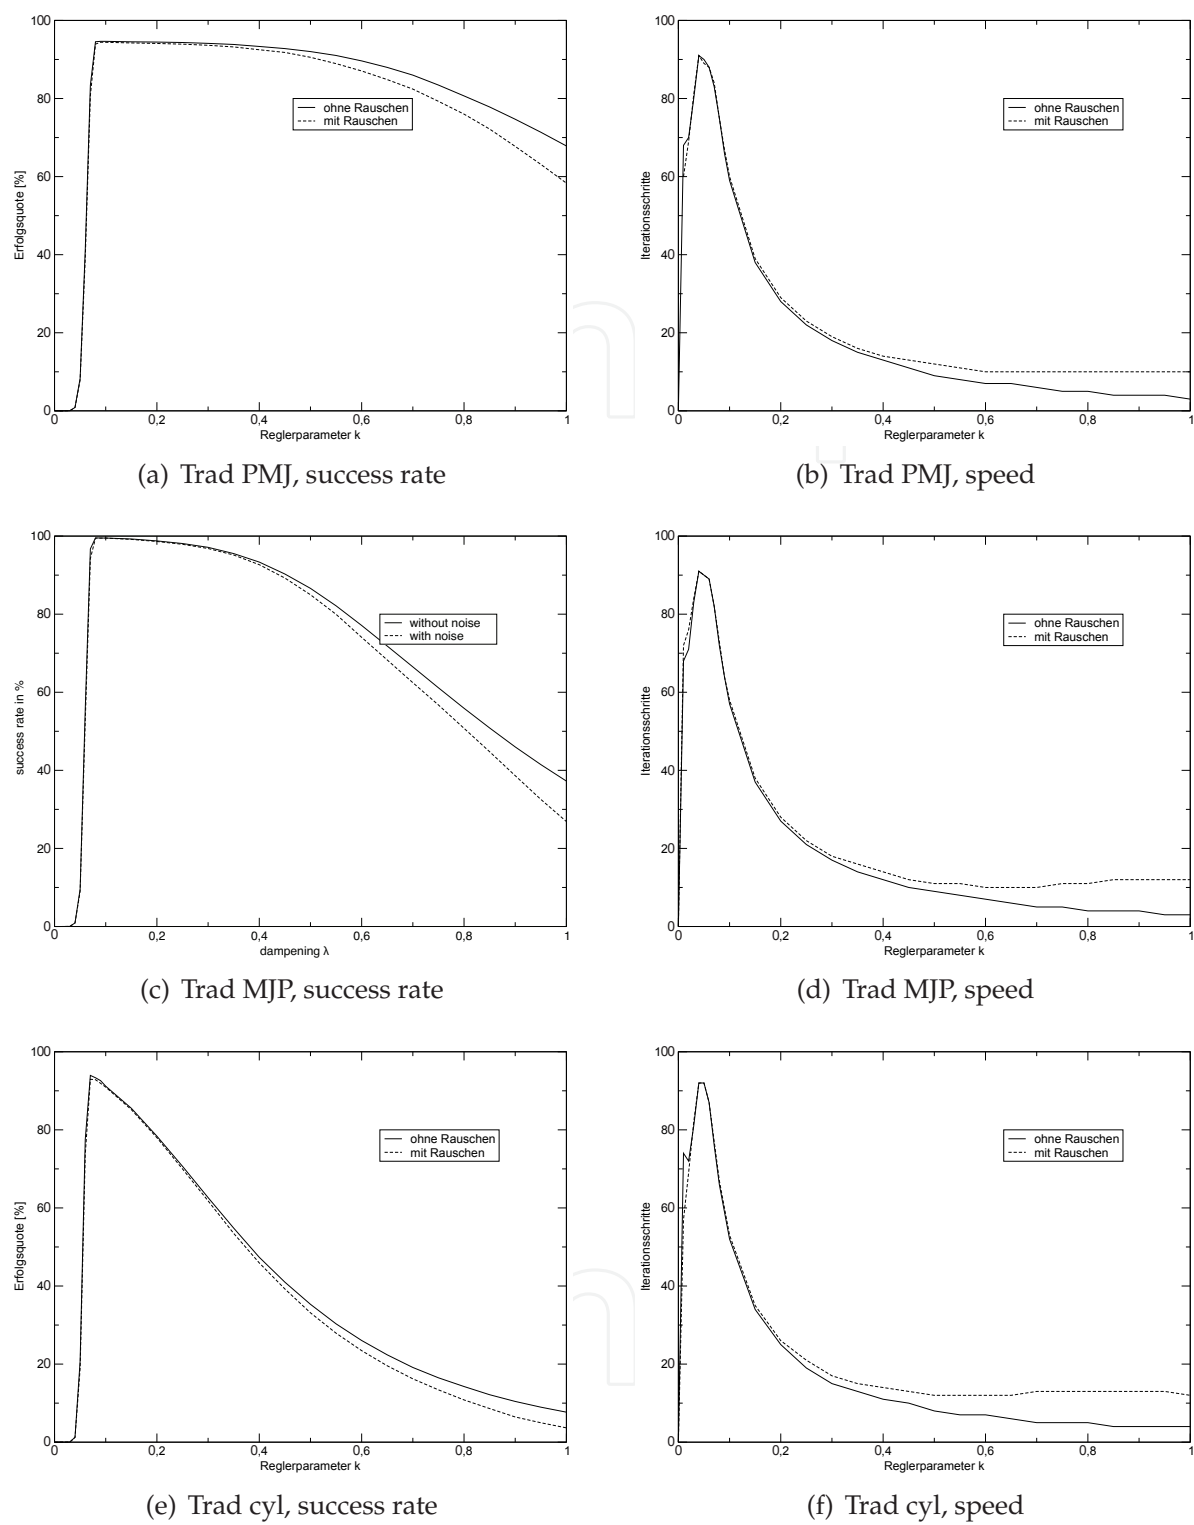 100
80
60
40
20
0
Erfolgsquote [%]
ohne Rauschen
mit Rauschen
0 0,2 0,4 0,6 0,8 1
Reglerparameter k
(a) Trad PMJ, success rate
100
80
60
40
20
0
Iterationsschritte
ohne Rauschen
mit Rauschen
0 0,2 0,4 0,6 0,8 1
Reglerparameter k
(b) Trad PMJ, speed
100
80
60
40
20
0
success rate in %
without noise
with noise
0 0,2 0,4 0,6 0,8 1
dampening λ
(c) Trad MJP, success rate
100
80
60
40
20
0
Iterationsschritte
ohne Rauschen
mit Rauschen
0 0,2 0,4 0,6 0,8 1
Reglerparameter k
(d) Trad MJP, speed
100
80
60
40
20
0
Erfolgsquote [%]
ohne Rauschen
mit Rauschen
0 0,2 0,4 0,6 0,8 1
Reglerparameter k
(e) Trad cyl, success rate
100
80
60
40
20
0
Iterationsschritte
ohne Rauschen
mit Rauschen
0 0,2 0,4 0,6 0,8 1
Reglerparameter k
(f) Trad cyl, speed